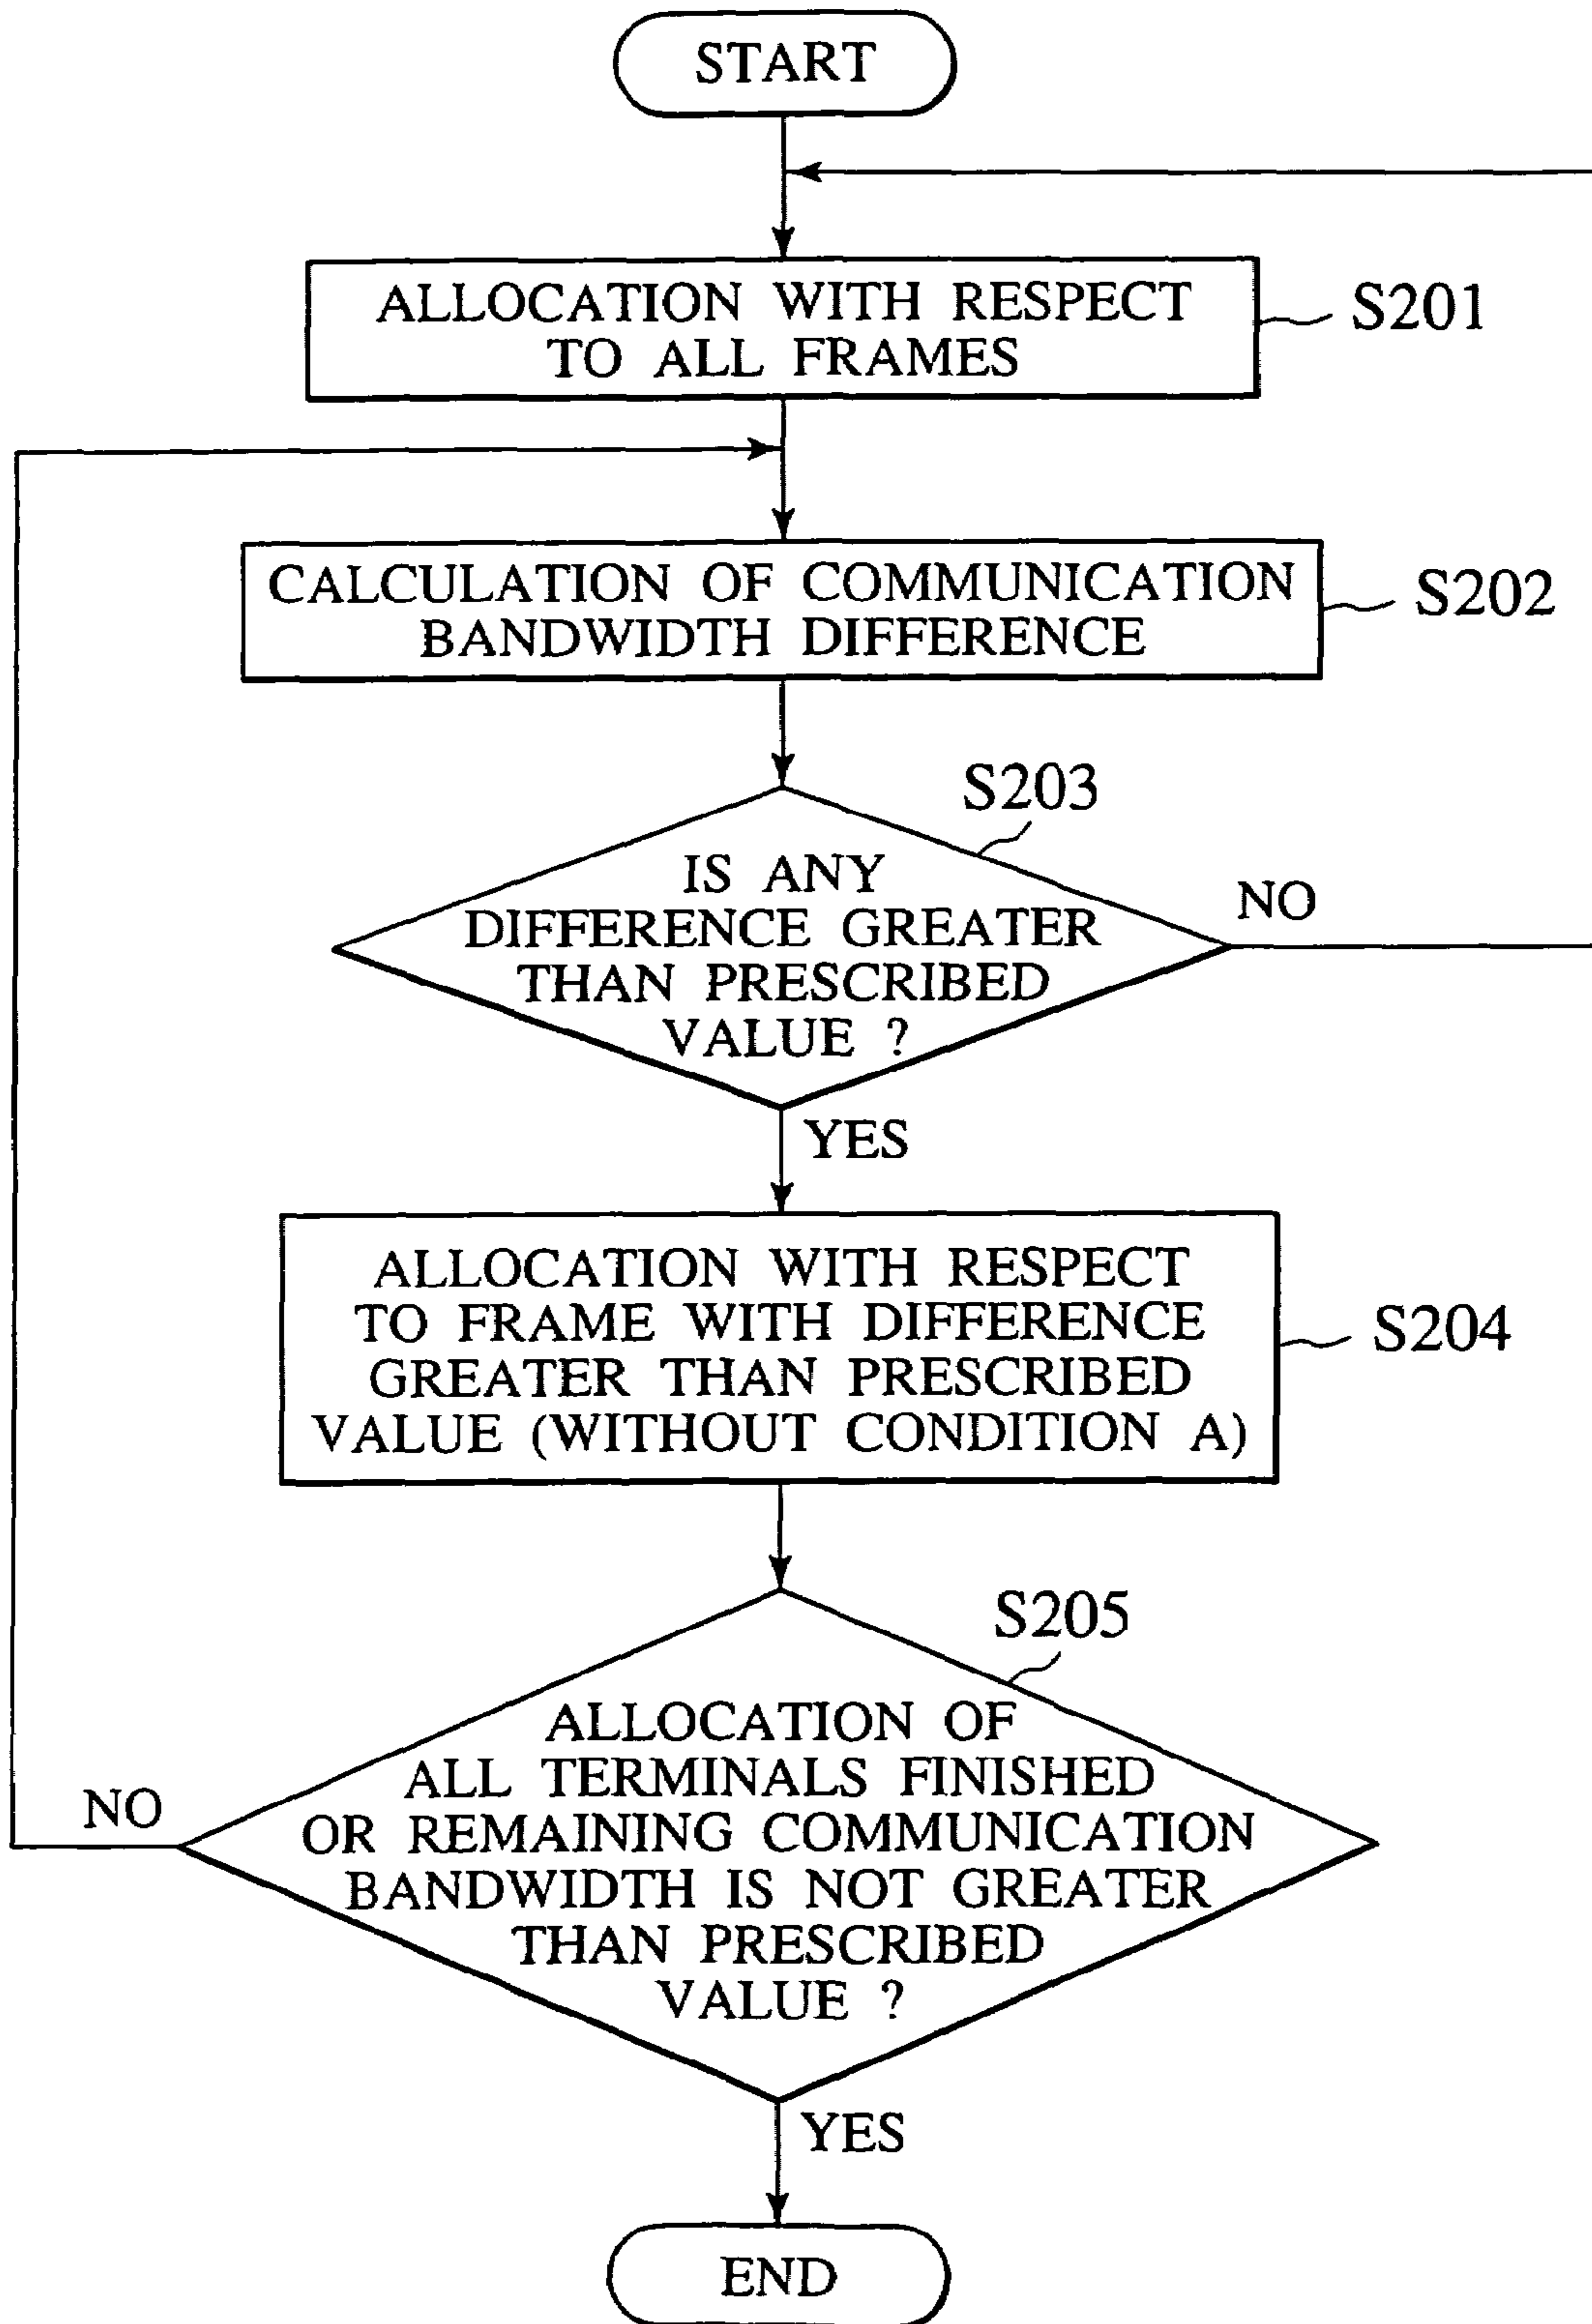 START
ALLOCATION WITH RESPECT
TO ALL FRAMES
S201
CALCULATION OF COMMUNICATION
BANDWIDTH DIFFERENCE
S202
S203
IS ANY
DIFFERENCE GREATER
THAN PRESCRIBED
VALUE ?
NO
YES
ALLOCATION WITH RESPECT
TO FRAME WITH DIFFERENCE
GREATER THAN PRESCRIBED
VALUE (WITHOUT CONDITION A)
S204
S205
ALLOCATION OF
ALL TERMINALS FINISHED
OR REMAINING COMMUNICATION
BANDWIDTH IS NOT GREATER
THAN PRESCRIBED
VALUE ?
NO
YES
END